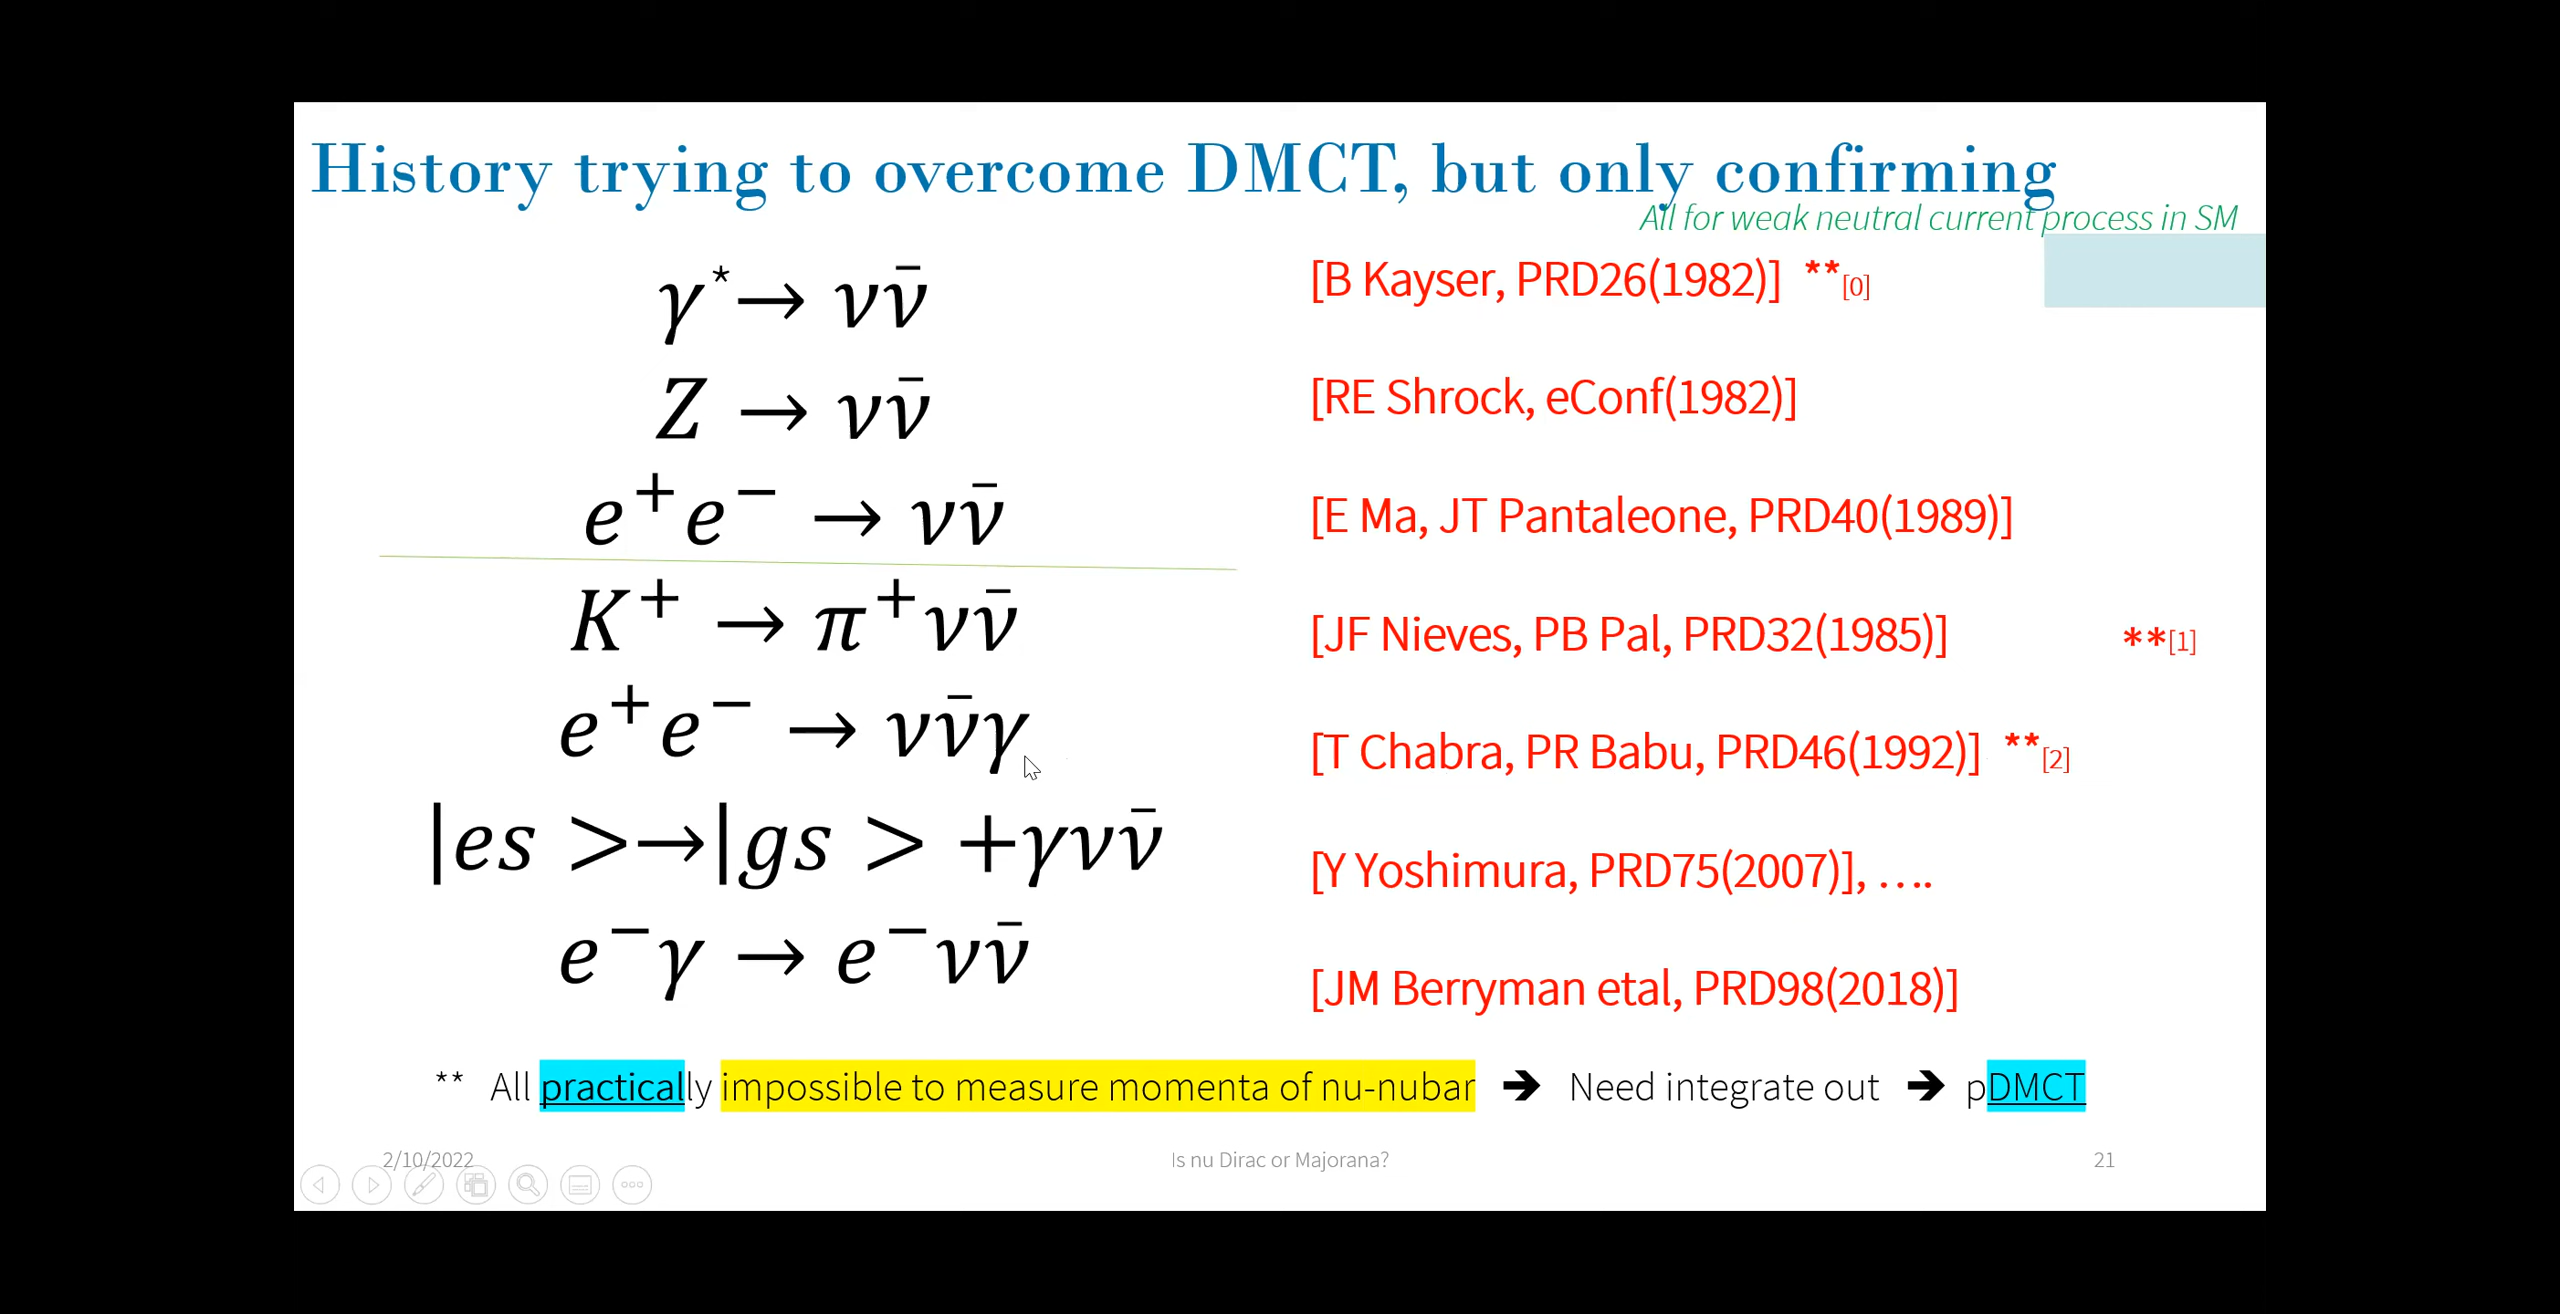 History trying to overcome DMCT, but only confirming
All for weak neutral current process in SM
γ* → νν̄
[B Kayser, PRD26(1982)] **[0]
Z → νν̄
[RE Shrock, eConf(1982)]
e⁺e⁻ → νν̄
[E Ma, JT Pantaleone, PRD40(1989)]
K⁺ → π⁺νν̄
[JF Nieves, PB Pal, PRD32(1985)] **[1]
e⁺e⁻ → νν̄γ
[T Chabra, PR Babu, PRD46(1992)] **[2]
|es >→|gs > +γνν̄
[Y Yoshimura, PRD75(2007)], ....
e⁻γ → e⁻νν̄
[JM Berryman etal, PRD98(2018)]
** All practically impossible to measure momenta of nu-nubar 🡺 Need integrate out 🡺 pDMCT
2/10/2022
Is nu Dirac or Majorana?
21